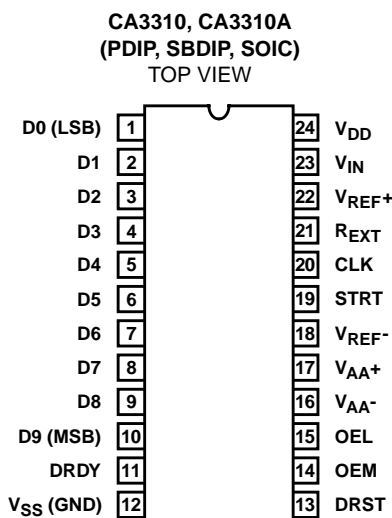 CA3310, CA3310A
(PDIP, SBDIP, SOIC)
TOP VIEW
D0 (LSB) 1 24 VDD
D1 2 23 VIN
D2 3 22 VREF+
D3 4 21 REXT
D4 5 20 CLK
D5 6 19 STRT
D6 7 18 VREF-
D7 8 17 VAA+
D8 9 16 VAA-
D9 (MSB) 10 15 OEL
DRDY 11 14 OEM
VSS (GND) 12 13 DRST